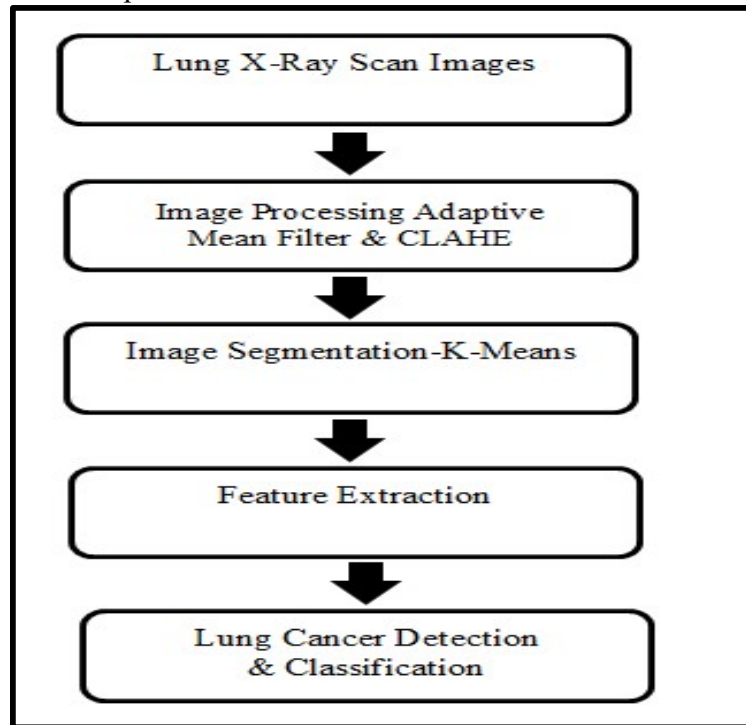 Lung X-Ray Scan Images
Image Processing Adaptive
Mean Filter & CLAHE
Image Segmentation-K-Means
Feature Extraction
Lung Cancer Detection
& Classification